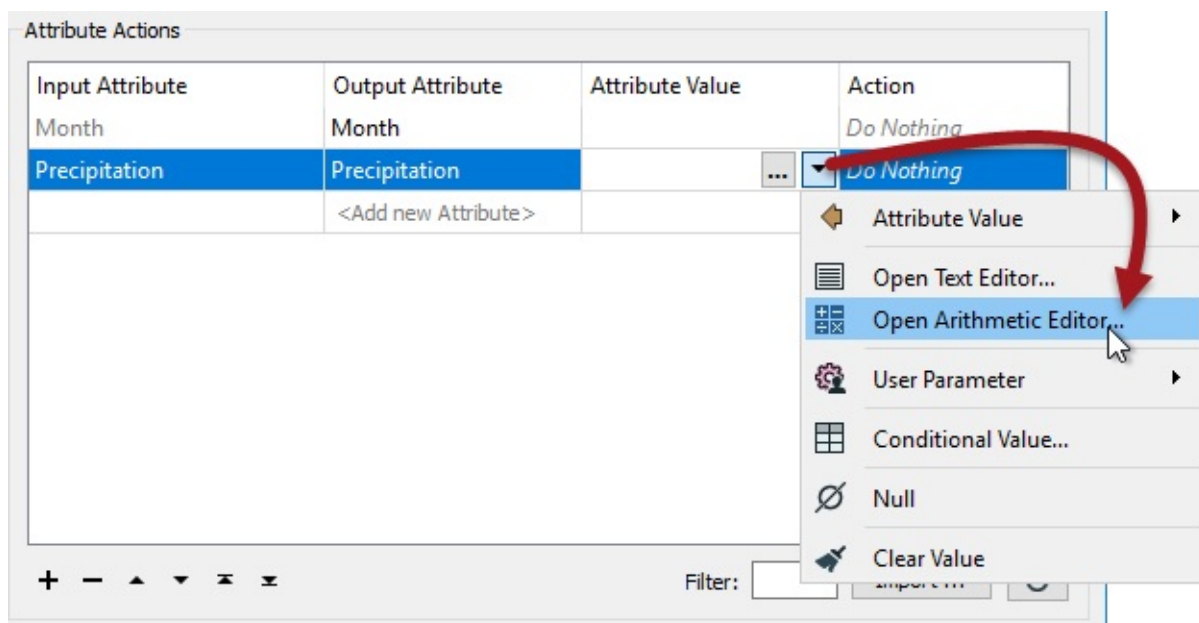 Attribute Actions
Input Attribute Output Attribute Attribute Value Action
Month Month Do Nothing
Precipitation Precipitation ... Do Nothing
<Add new Attribute>
Attribute Value
Open Text Editor...
Open Arithmetic Editor...
User Parameter
Conditional Value...
Null
Clear Value
Filter: